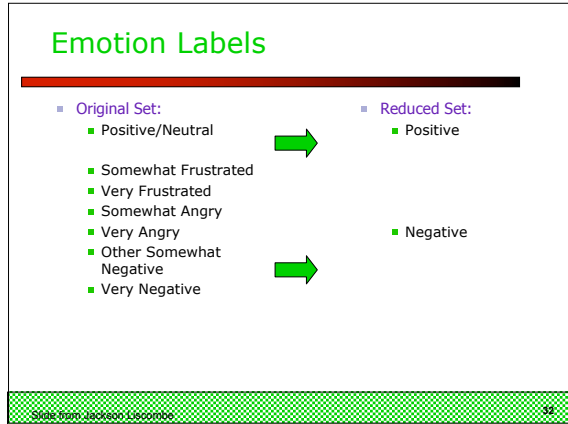 Emotion Labels
Original Set:
Positive/Neutral
Somewhat Frustrated
Very Frustrated
Somewhat Angry
Very Angry
Other Somewhat
Negative
Very Negative
Reduced Set:
Positive
Negative
Slide from Jackson Liscombe
32